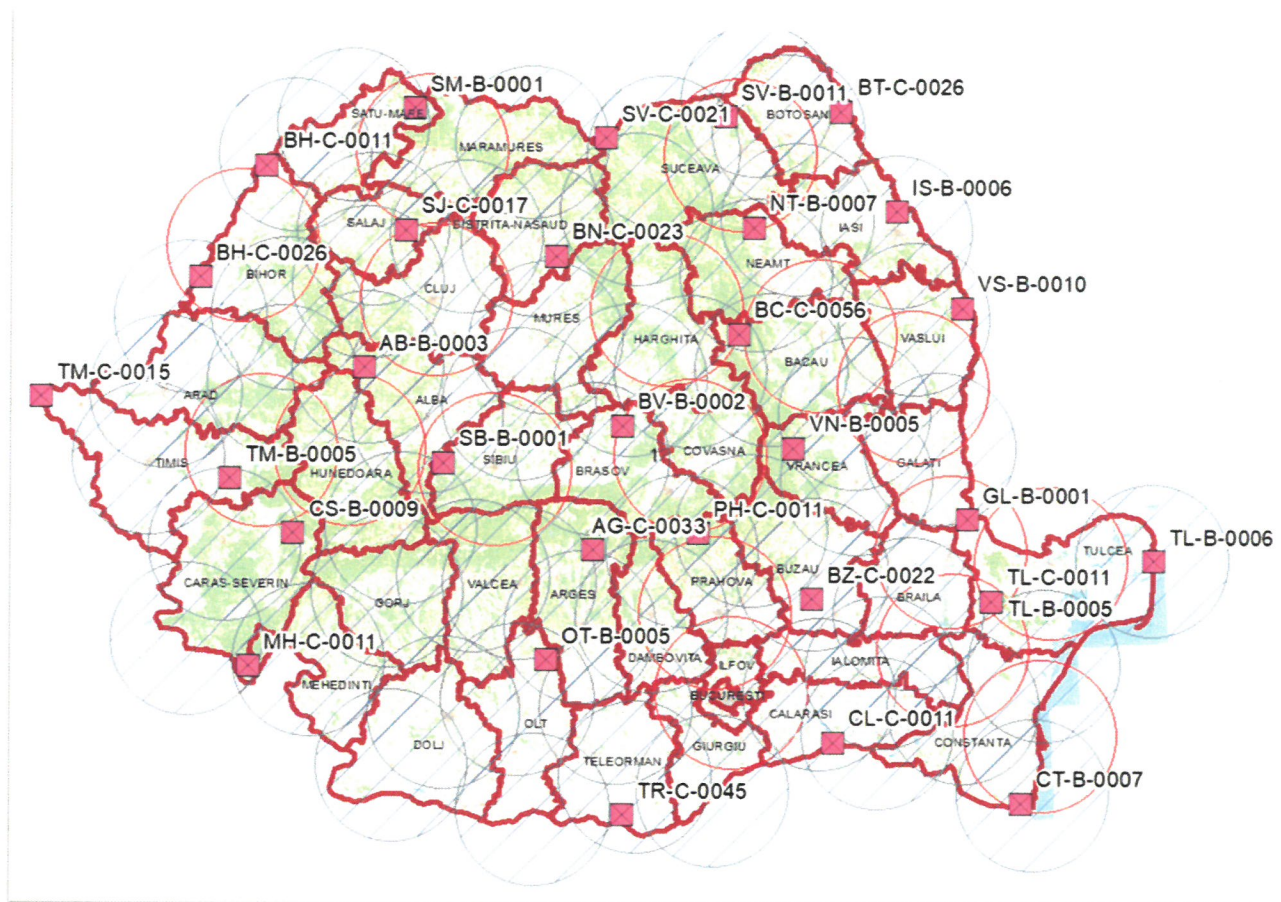 SM-B-0001
SV-B-0011
BT-C-0026
SV-C-0021
SATU-MARE
BOTOSANI
BH-C-0011
MARAMURES
SUCEAVA
SJ-C-0017
NT-B-0007
IS-B-0006
SALAJ
BISTRITA-NASAUD
IASI
BN-C-0023
BH-C-0026
BIHOR
NEAMT
CLUJ
VS-B-0010
MURES
BC-C-0056
HARGHITA
VASLUI
AB-B-0003
BACAU
TM-C-0015
ARAD
ALBA
BV-B-0002
VN-B-0005
SB-B-0001
TIMIS
TM-B-0005
HUNEDOARA
SIBIU
BRASOV
COVASNA
VRANCEA
GALATI
CS-B-0009
GL-B-0001
PH-C-0011
AG-C-0033
TULCEA
TL-B-0006
CARAS-SEVERIN
VALCEA
PRAHOVA
BUZAU
BZ-C-0022
TL-C-0011
GORJ
ARGES
BRAILA
TL-B-0005
OT-B-0005
MH-C-0011
DAMBOVITA
ILFOV
IALOMITA
MEHEDINTI
BUCURESTI
CALARASI
CL-C-0011
OLT
DOLJ
GIURGIU
CONSTANTA
TELEORMAN
TR-C-0045
CT-B-0007